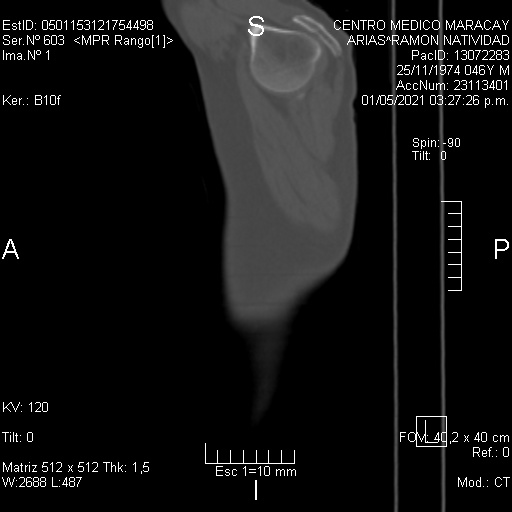 EstID: 0501153121754498
Ser.Nº 603 <MPR Rango[1]>
Ima.Nº 1
Ker.: B10f
S
CENTRO MEDICO MARACAY
ARIAS^RAMON NATIVIDAD
PacID: 13072283
25/11/1974 046Y M
AccNum: 23113401
01/05/2021 03:27:26 p.m.
Spin: -90
Tilt: 0
A
P
KV: 120
Tilt: 0
Matriz 512 x 512 Thk: 1,5
W:2688 L:487
Esc 1=10 mm
I
FOV: 40,2 x 40 cm
Ref.: 0
Mod.: CT